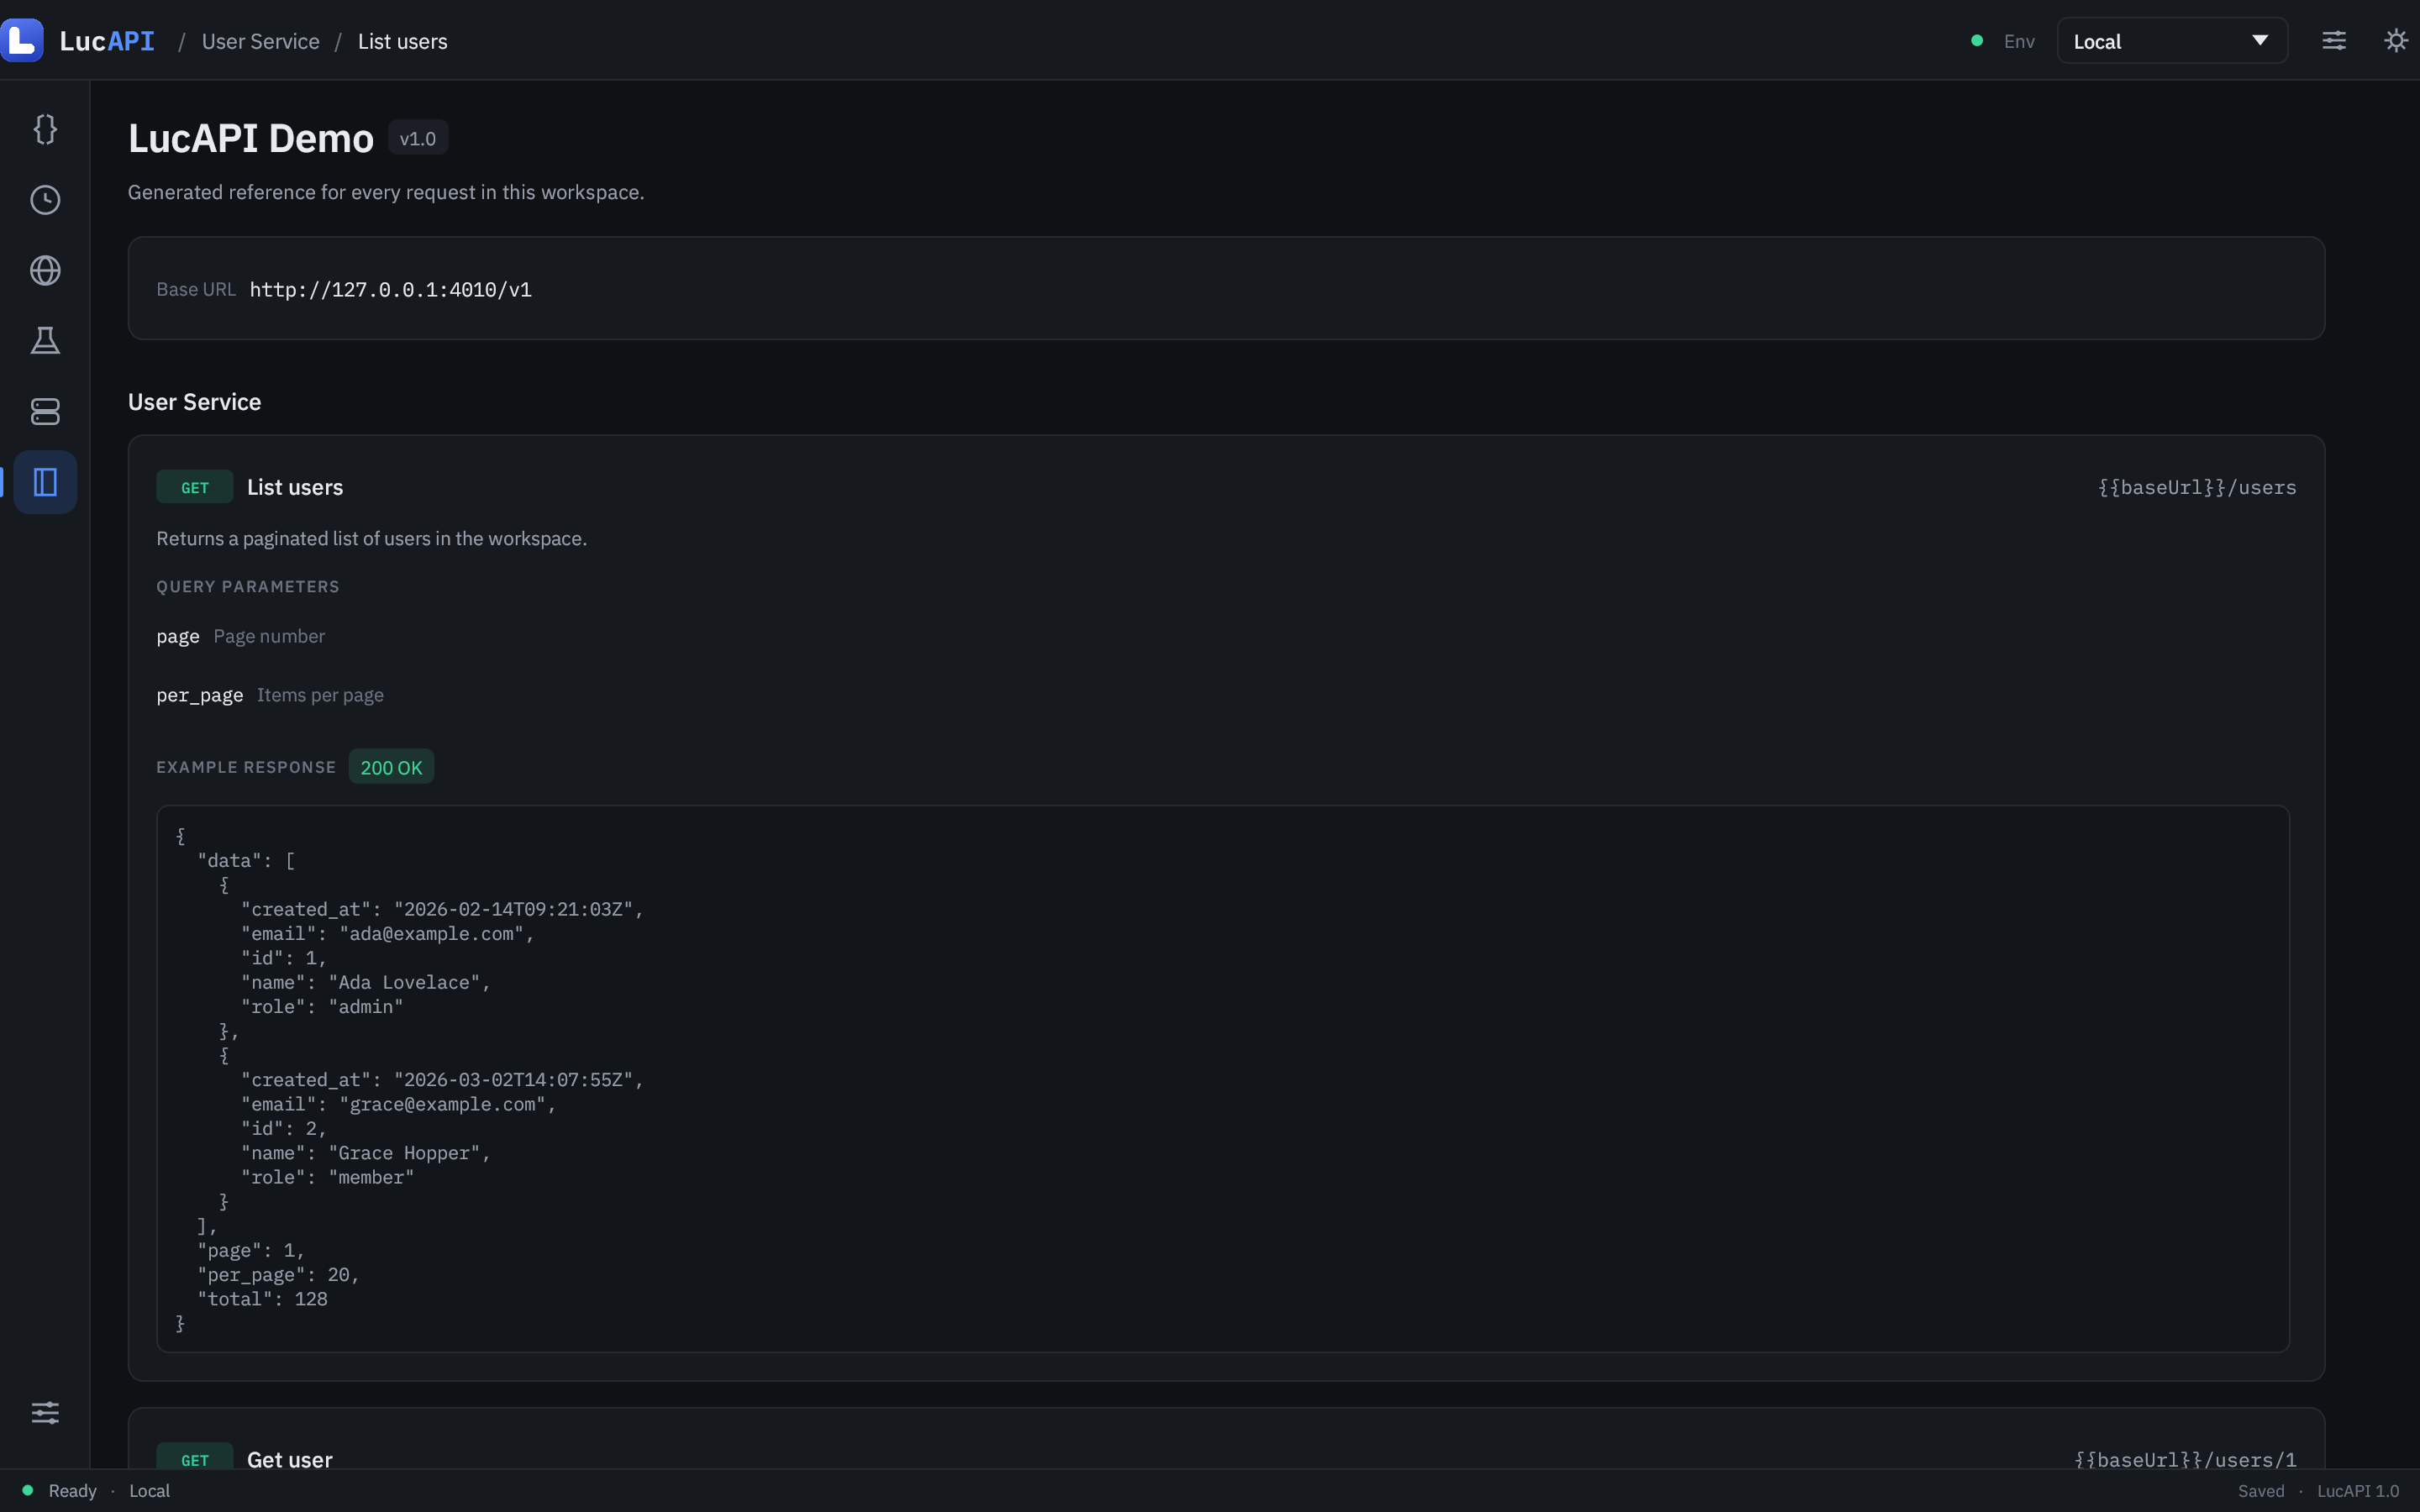 LucAPI / User Service / List users
Env Local
LucAPI Demo v1.0
Generated reference for every request in this workspace.
Base URL http://127.0.0.1:4010/v1
User Service
GET List users {{baseUrl}}/users
Returns a paginated list of users in the workspace.
QUERY PARAMETERS
page Page number
per_page Items per page
EXAMPLE RESPONSE 200 OK
{
  "data": [
    {
      "created_at": "2026-02-14T09:21:03Z",
      "email": "ada@example.com",
      "id": 1,
      "name": "Ada Lovelace",
      "role": "admin"
    },
    {
      "created_at": "2026-03-02T14:07:55Z",
      "email": "grace@example.com",
      "id": 2,
      "name": "Grace Hopper",
      "role": "member"
    }
  ],
  "page": 1,
  "per_page": 20,
  "total": 128
}
GET Get user {{baseUrl}}/users/1
Ready · Local
Saved · LucAPI 1.0